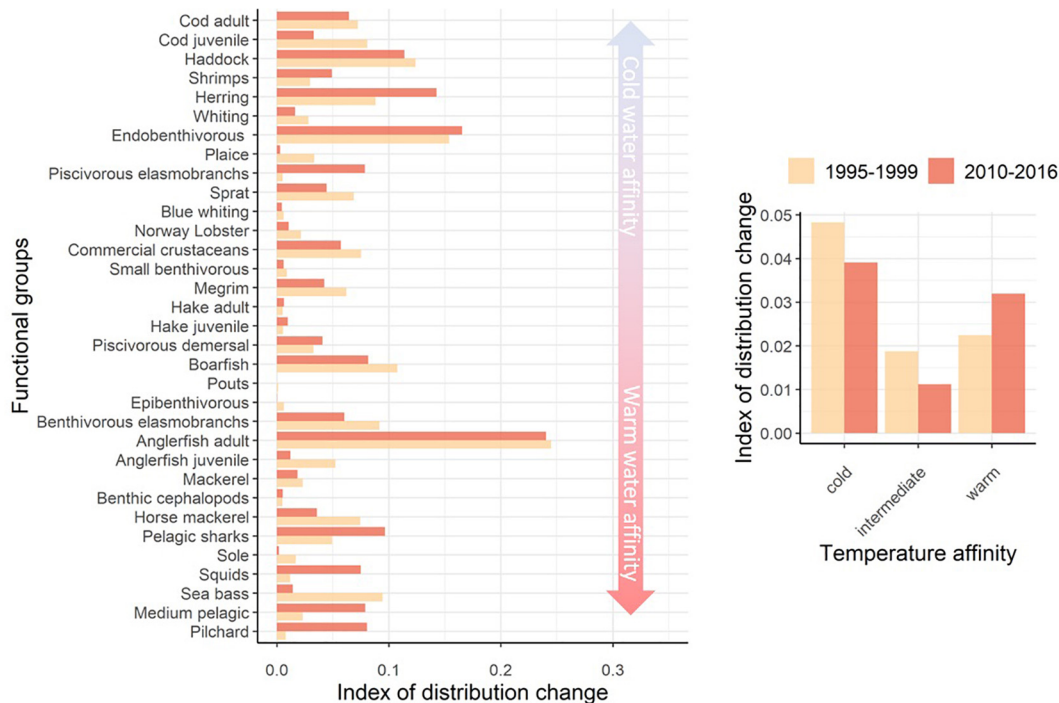 Functional groups
Cod adult
Cod juvenile
Haddock
Shrimps
Herring
Whiting
Endobenthivorous
Plaice
Piscivorous elasmobranchs
Sprat
Blue whiting
Norway Lobster
Commercial crustaceans
Small benthivorous
Megrim
Hake adult
Hake juvenile
Piscivorous demersal
Boarfish
Pouts
Epibenthivorous
Benthivorous elasmobranchs
Anglerfish adult
Anglerfish juvenile
Mackerel
Benthic cephalopods
Horse mackerel
Pelagic sharks
Sole
Squids
Sea bass
Medium pelagic
Pilchard
0.0 0.1 0.2 0.3
Index of distribution change
Cold water affinity
Warm water affinity
1995-1999 2010-2016
Index of distribution change
0.05
0.04
0.03
0.02
0.01
0.00
cold intermediate warm
Temperature affinity